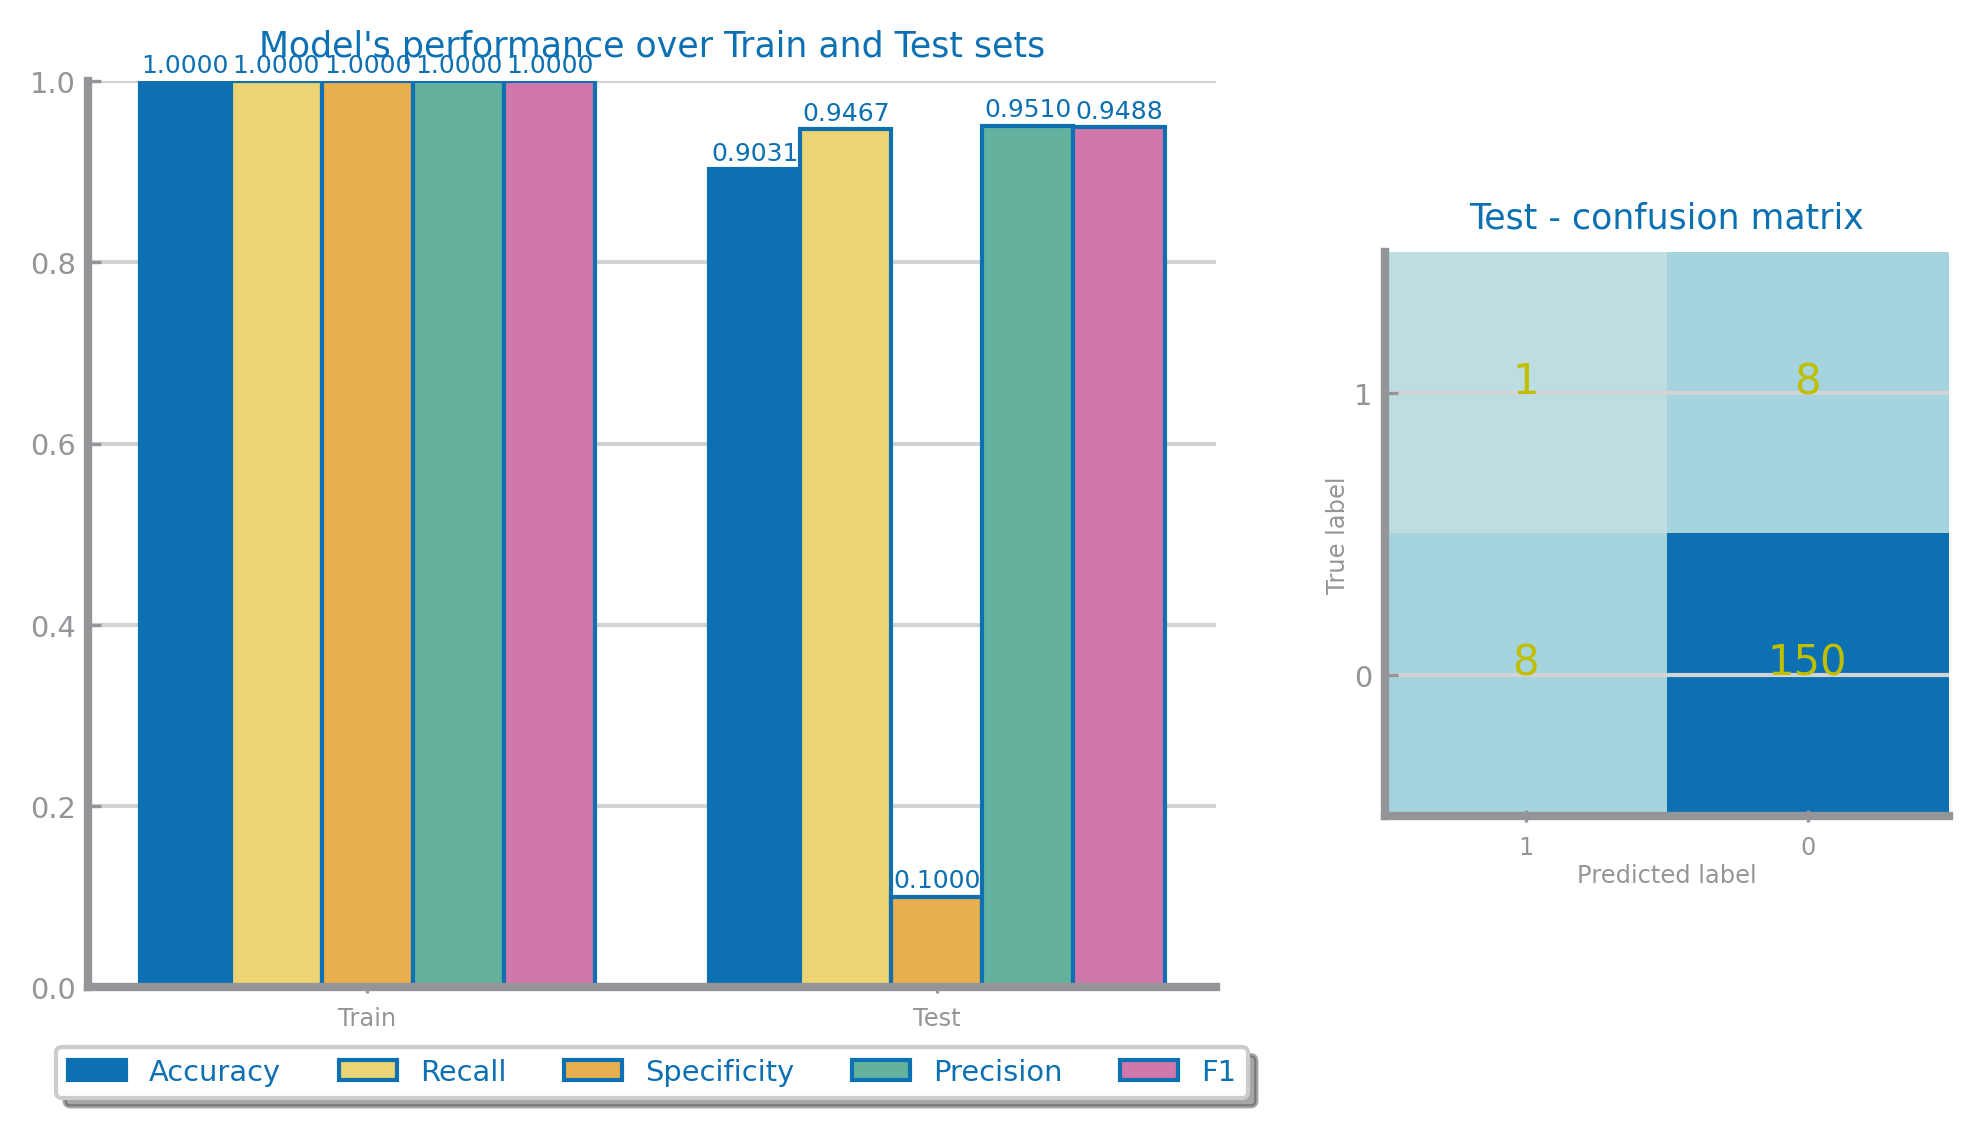 Model's performance over Train and Test sets
1.0000 1.0000 1.0000 1.0000 1.0000
0.9031 0.9467 0.1000 0.9510 0.9488
1.0
0.8
0.6
0.4
0.2
0.0
Train Test
Accuracy Recall Specificity Precision F1
Test - confusion matrix
True label
1
0
1 8
8 150
1 0
Predicted label